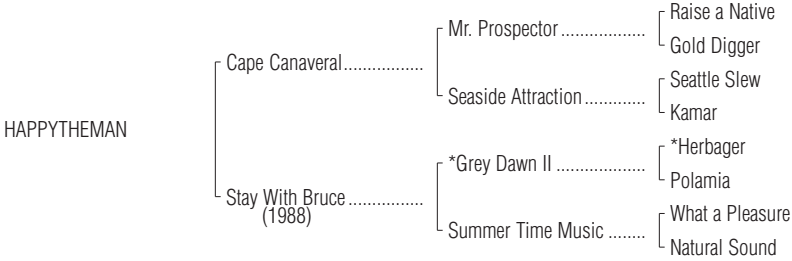 Raise a Native
Mr. Prospector ..................
Gold Digger
Cape Canaveral.................
Seattle Slew
Seaside Attraction .............
Kamar
HAPPYTHEMAN
*Herbager
*Grey Dawn II ...................
Polamia
Stay With Bruce ................
(1988)
What a Pleasure
Summer Time Music ........
Natural Sound